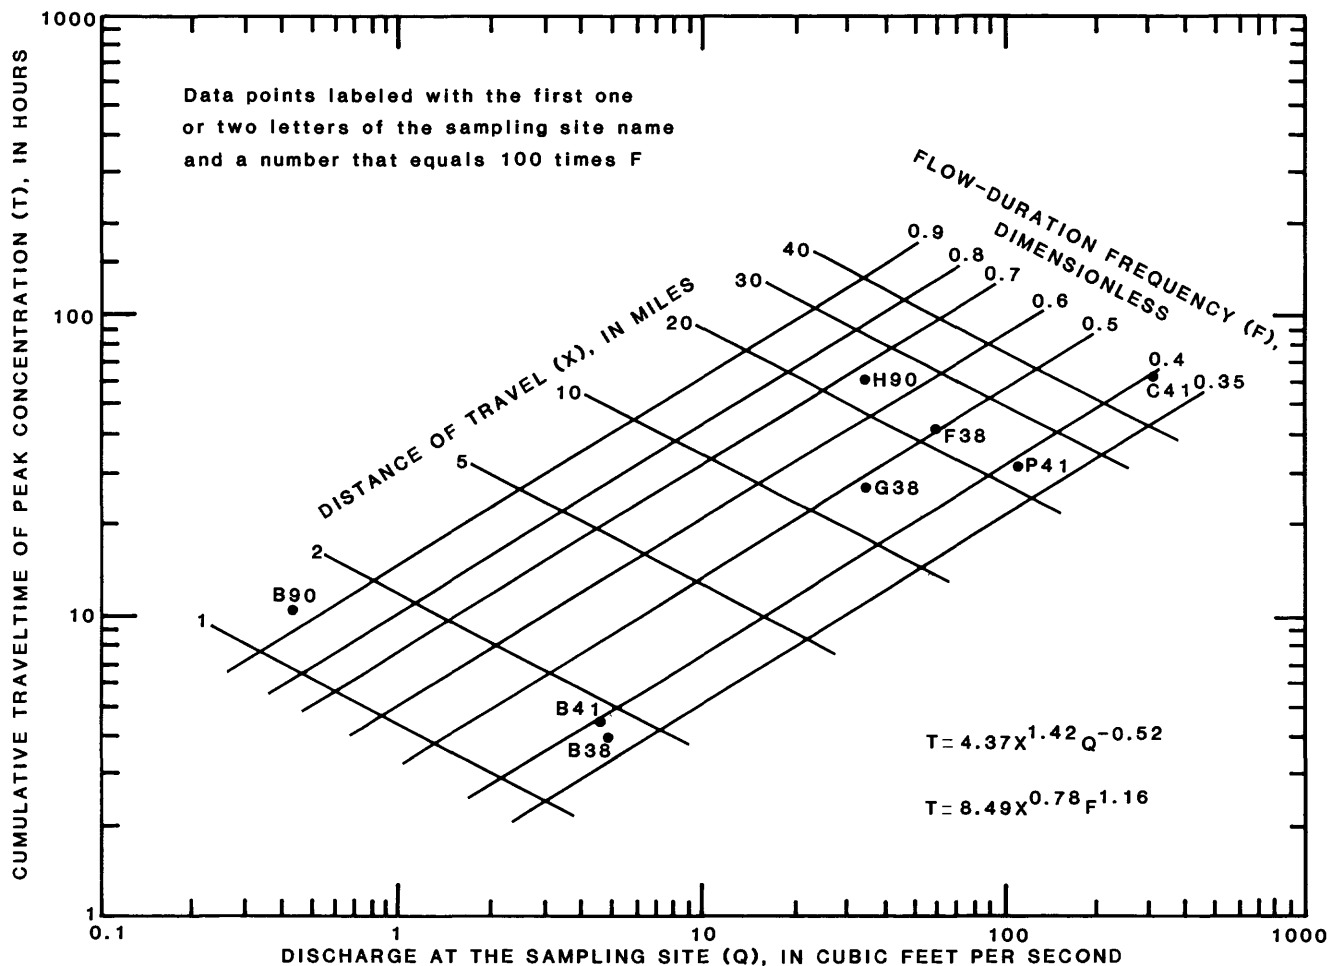 1000
100
10
1
CUMULATIVE TRAVELTIME OF PEAK CONCENTRATION (T), IN HOURS
Data points labeled with the first one
or two letters of the sampling site name
and a number that equals 100 times F
FLOW-DURATION FREQUENCY (F),
DIMENSIONLESS
0.9
0.8
0.7
0.6
0.5
0.4
0.35
DISTANCE OF TRAVEL (X), IN MILES
40
30
20
10
5
2
1
H90
C41
F38
P41
G38
B90
B41
B38
T=4.37X^1.42 Q^-0.52
T=8.49X^0.78 F^1.16
0.1
1
10
100
1000
DISCHARGE AT THE SAMPLING SITE (Q), IN CUBIC FEET PER SECOND